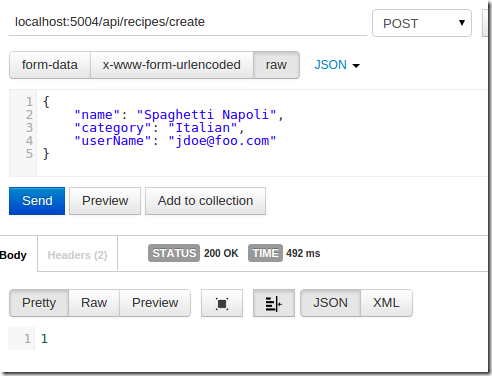 localhost:5004/api/recipes/create POST
form-data x-www-form-urlencoded raw JSON
1 {
2 "name": "Spaghetti Napoli",
3 "category": "Italian",
4 "userName": "jdoe@foo.com"
5 }
Send Preview Add to collection
Body Headers (2) STATUS 200 OK TIME 492 ms
Pretty Raw Preview JSON XML
1 1